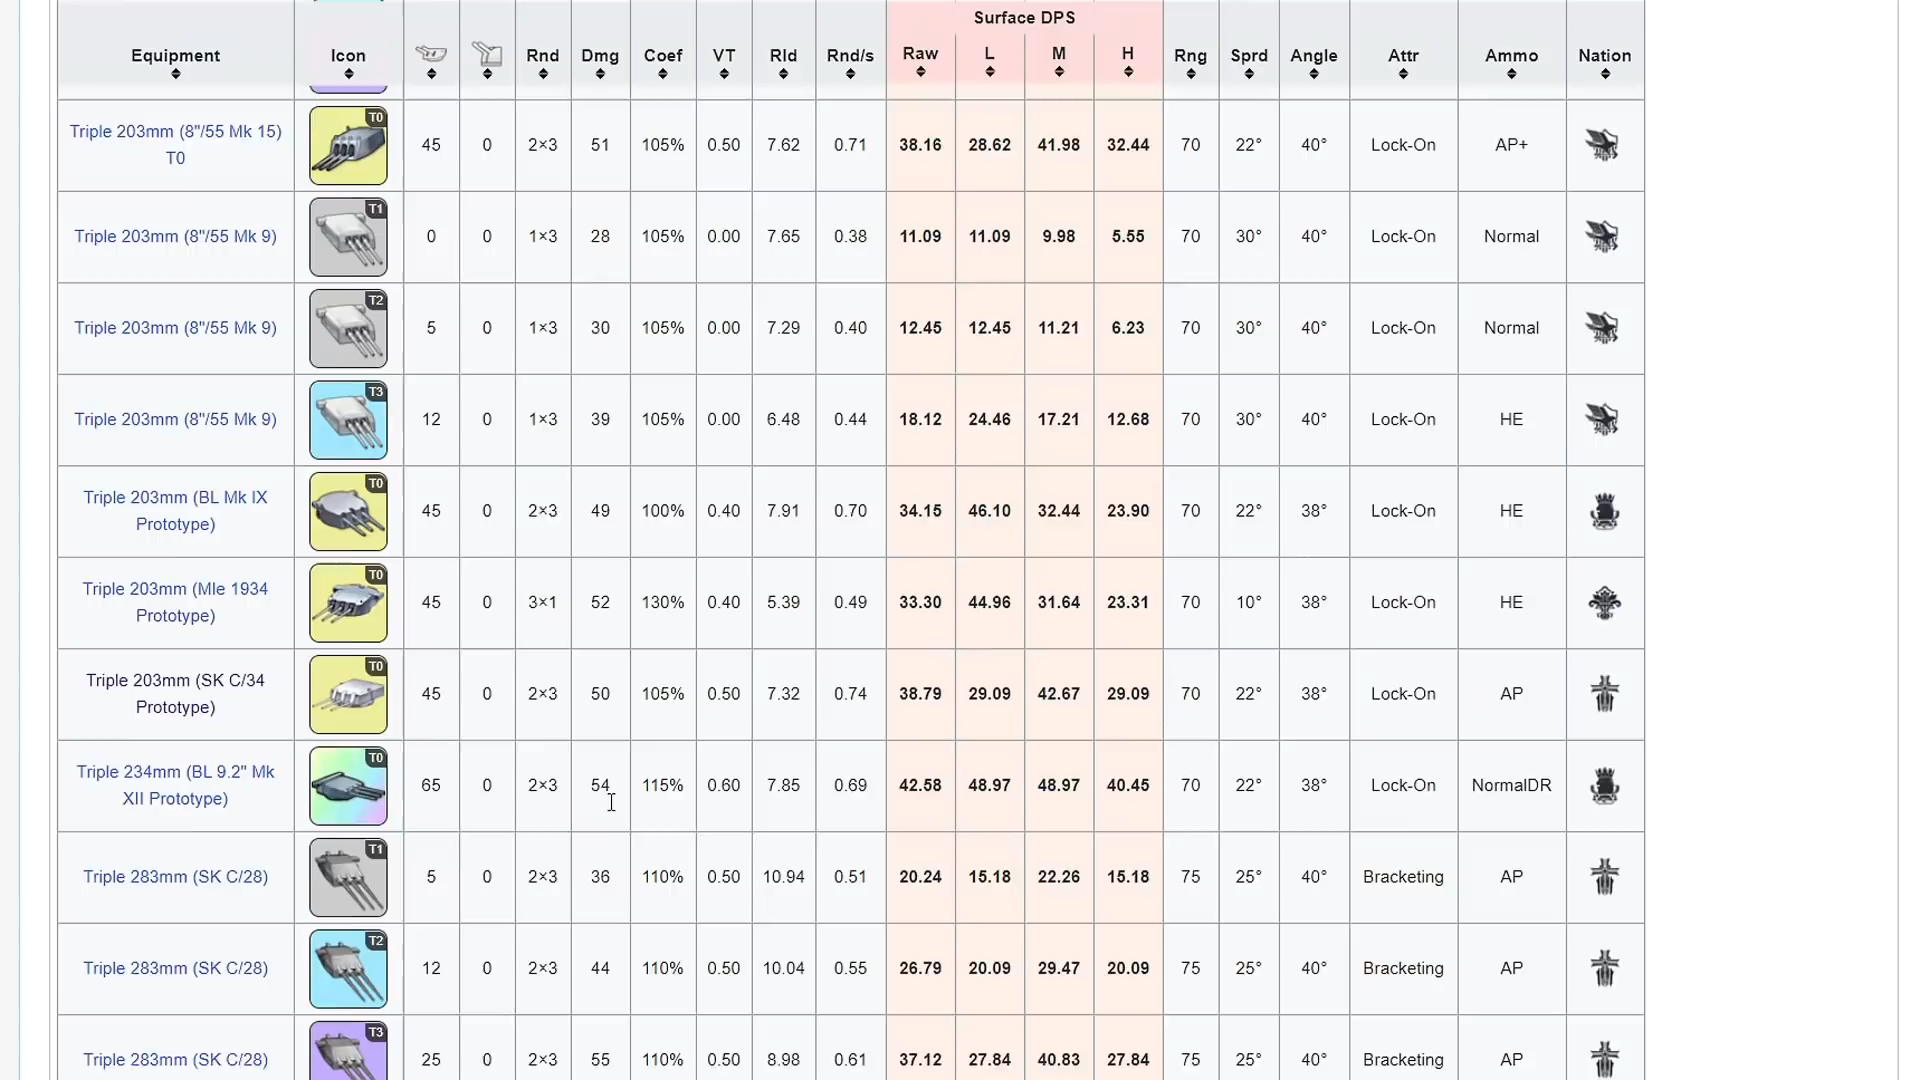 Surface DPS
Equipment Icon Rnd Dmg Coef VT Rld Rnd/s Raw L M H Rng Sprd Angle Attr Ammo Nation
Triple 203mm (8"/55 Mk 15) T0 T0 45 0 2×3 51 105% 0.50 7.62 0.71 38.16 28.62 41.98 32.44 70 22° 40° Lock-On AP+
Triple 203mm (8"/55 Mk 9) T1 0 0 1×3 28 105% 0.00 7.65 0.38 11.09 11.09 9.98 5.55 70 30° 40° Lock-On Normal
Triple 203mm (8"/55 Mk 9) T2 5 0 1×3 30 105% 0.00 7.29 0.40 12.45 12.45 11.21 6.23 70 30° 40° Lock-On Normal
Triple 203mm (8"/55 Mk 9) T3 12 0 1×3 39 105% 0.00 6.48 0.44 18.12 24.46 17.21 12.68 70 30° 40° Lock-On HE
Triple 203mm (BL Mk IX Prototype) T0 45 0 2×3 49 100% 0.40 7.91 0.70 34.15 46.10 32.44 23.90 70 22° 38° Lock-On HE
Triple 203mm (Mle 1934 Prototype) T0 45 0 3×1 52 130% 0.40 5.39 0.49 33.30 44.96 31.64 23.31 70 10° 38° Lock-On HE
Triple 203mm (SK C/34 Prototype) T0 45 0 2×3 50 105% 0.50 7.32 0.74 38.79 29.09 42.67 29.09 70 22° 38° Lock-On AP
Triple 234mm (BL 9.2" Mk XII Prototype) T0 65 0 2×3 54 115% 0.60 7.85 0.69 42.58 48.97 48.97 40.45 70 22° 38° Lock-On NormalDR
Triple 283mm (SK C/28) T1 5 0 2×3 36 110% 0.50 10.94 0.51 20.24 15.18 22.26 15.18 75 25° 40° Bracketing AP
Triple 283mm (SK C/28) T2 12 0 2×3 44 110% 0.50 10.04 0.55 26.79 20.09 29.47 20.09 75 25° 40° Bracketing AP
Triple 283mm (SK C/28) T3 25 0 2×3 55 110% 0.50 8.98 0.61 37.12 27.84 40.83 27.84 75 25° 40° Bracketing AP